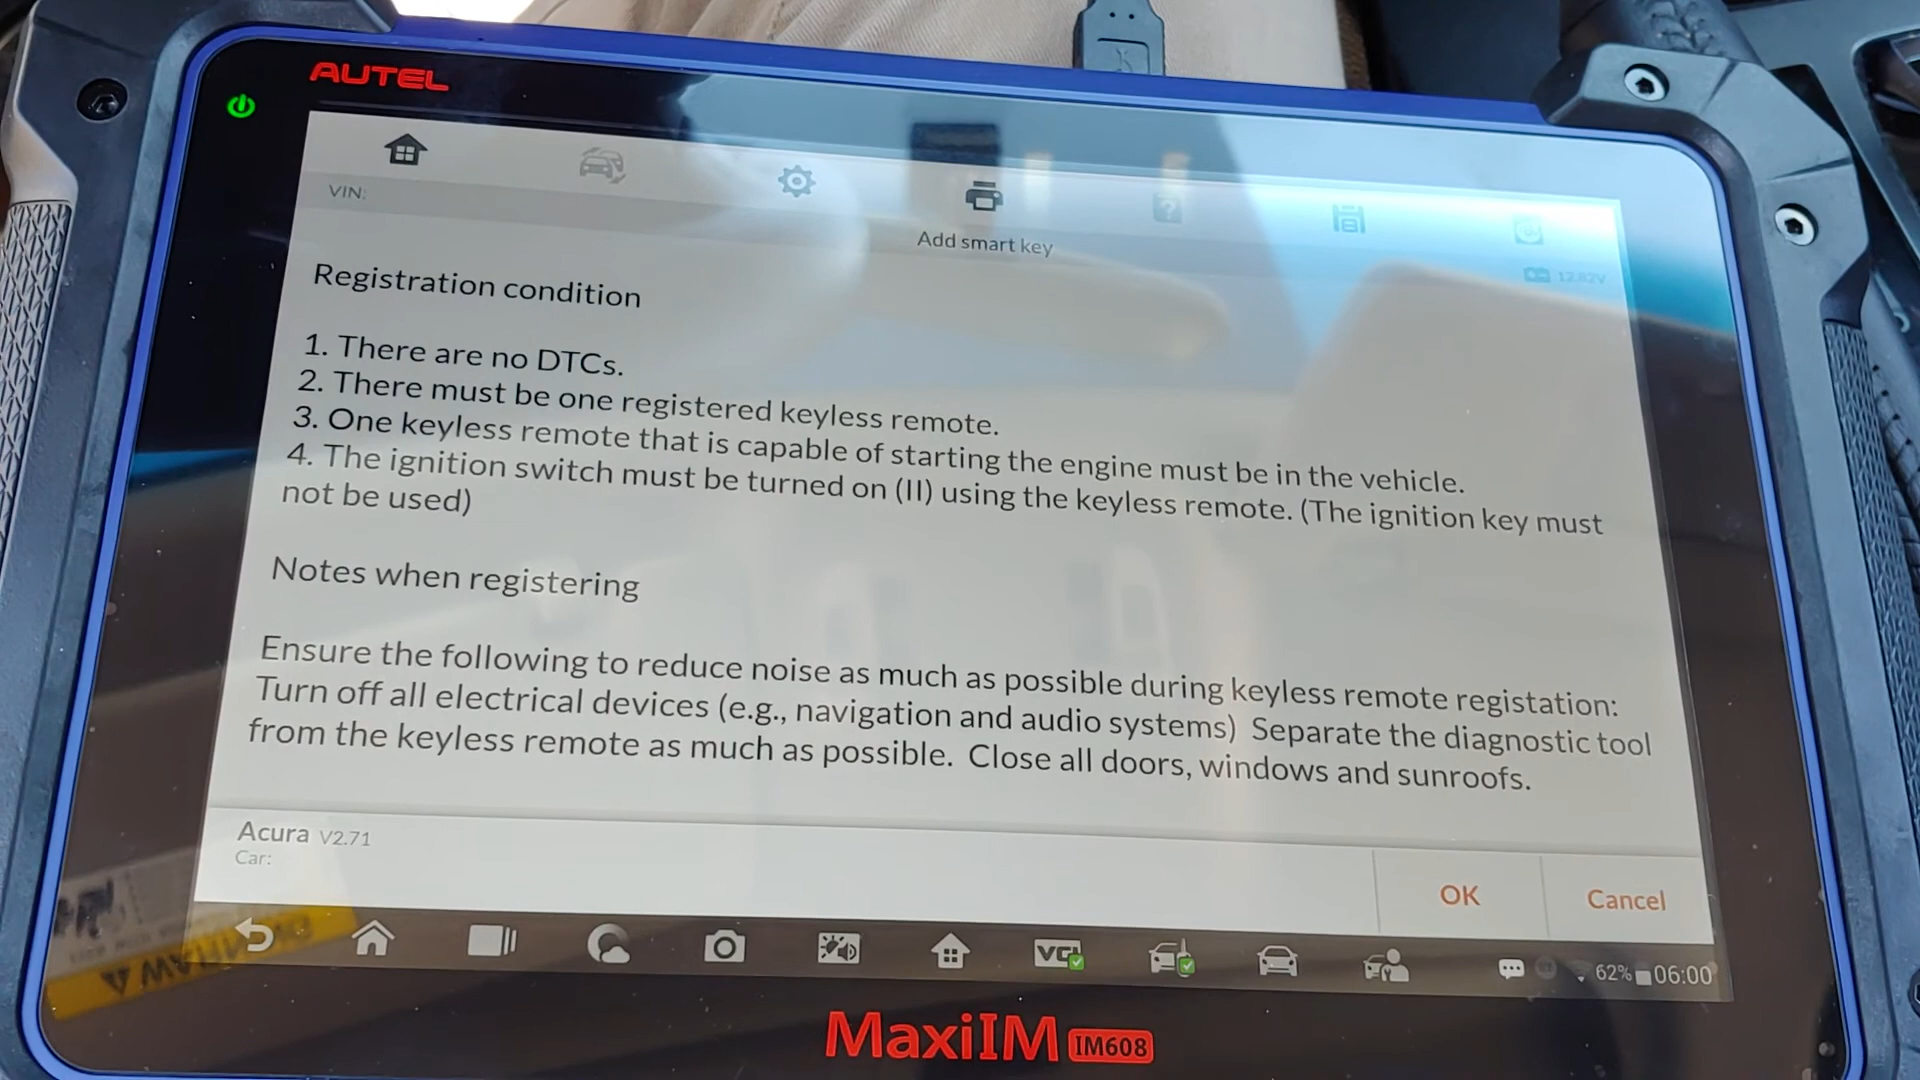 AUTEL
VIN:
Add smart key
12.82V
Registration condition
1. There are no DTCs.
2. There must be one registered keyless remote.
3. One keyless remote that is capable of starting the engine must be in the vehicle.
4. The ignition switch must be turned on (II) using the keyless remote. (The ignition key must
not be used)
Notes when registering
Ensure the following to reduce noise as much as possible during keyless remote registation:
Turn off all electrical devices (e.g., navigation and audio systems) Separate the diagnostic tool
from the keyless remote as much as possible. Close all doors, windows and sunroofs.
Acura V2.71
Car:
OK Cancel
VCI
62% 06:00
MaxiIM IM608